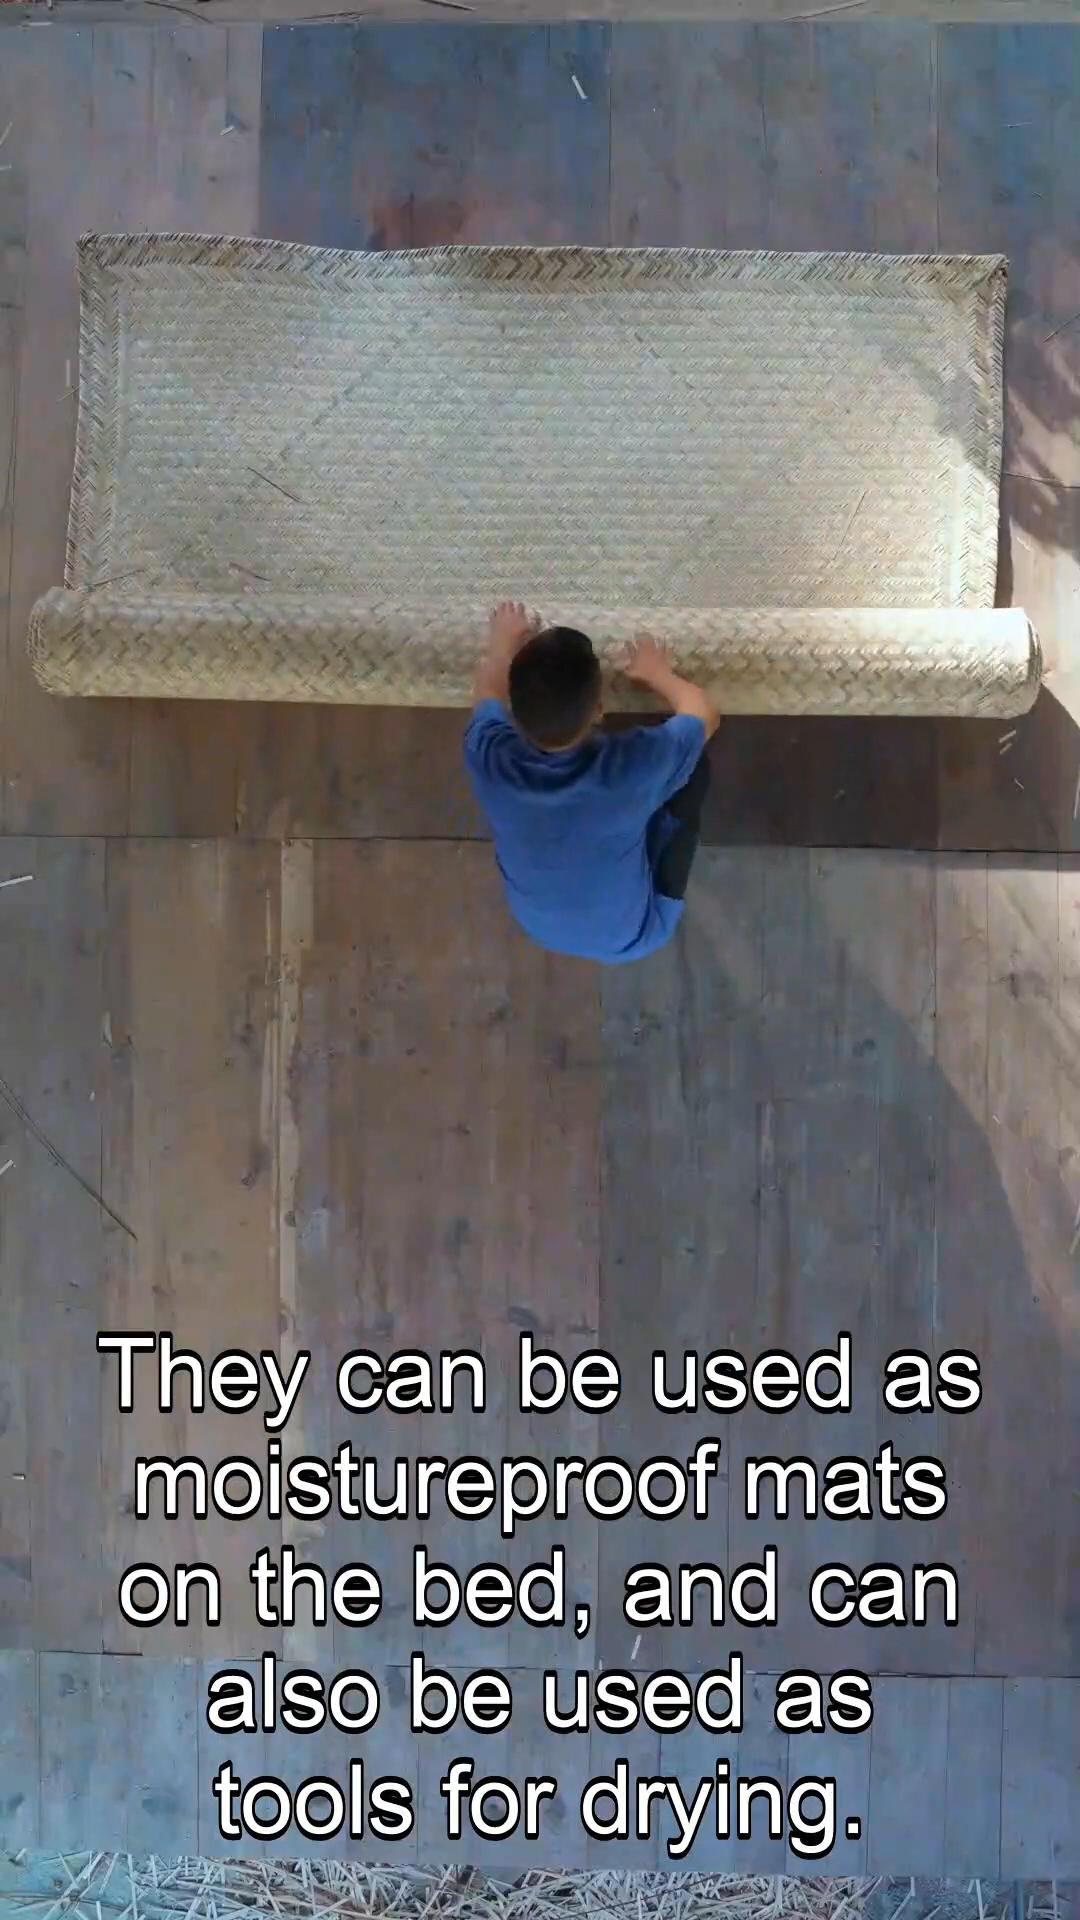 They can be used as
moistureproof mats
on the bed, and can
also be used as
tools for drying.